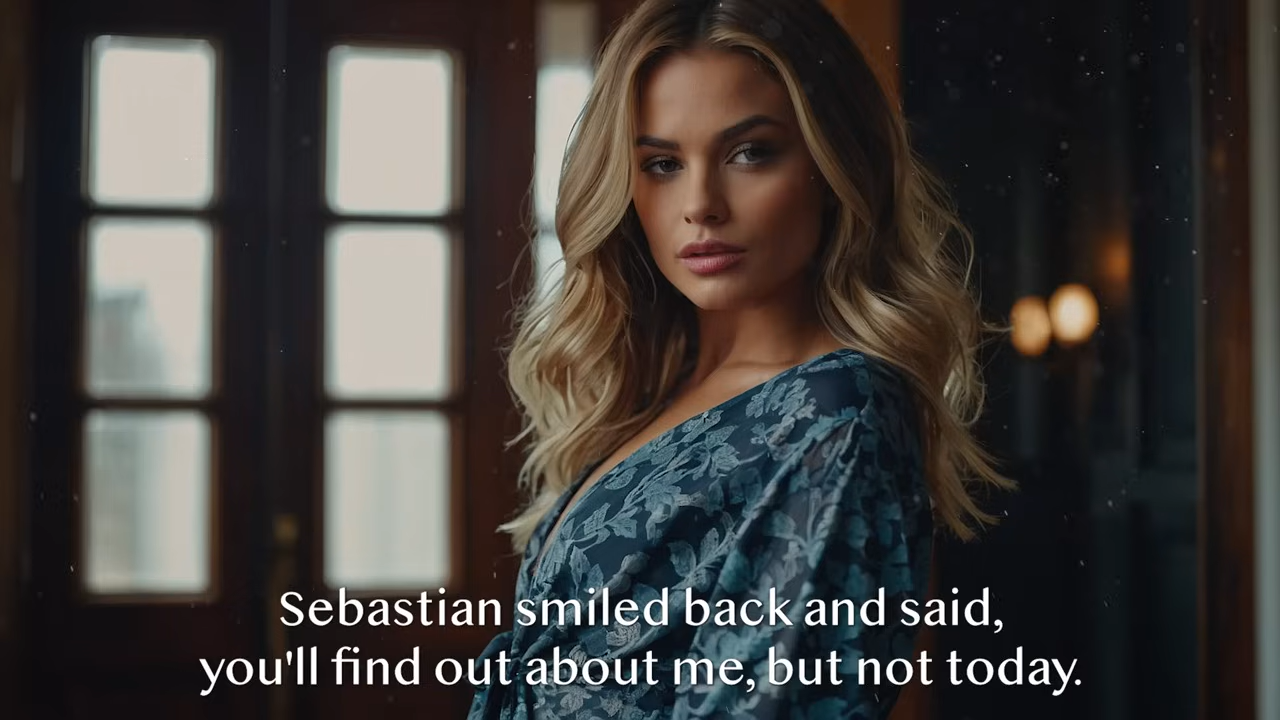 Sebastian smiled back and said,
you'll find out about me, but not today.